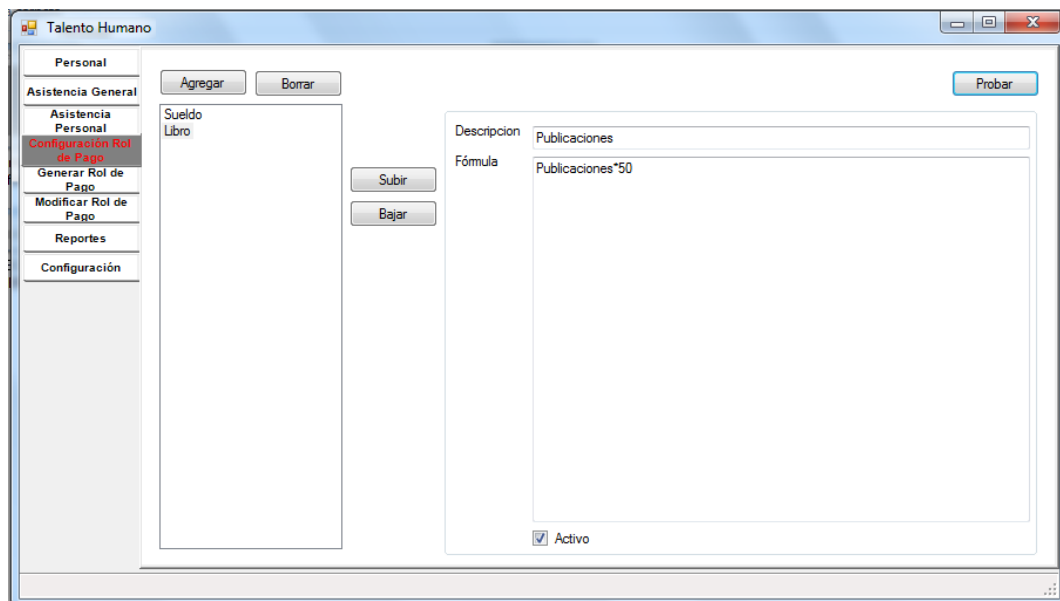 Talento Humano
Personal
Asistencia General
Asistencia
Personal
Configuración Rol
de Pago
Generar Rol de
Pago
Modificar Rol de
Pago
Reportes
Configuración
Agregar
Borrar
Probar
Sueldo
Libro
Subir
Bajar
Descripcion
Publicaciones
Fórmula
Publicaciones*50
Activo